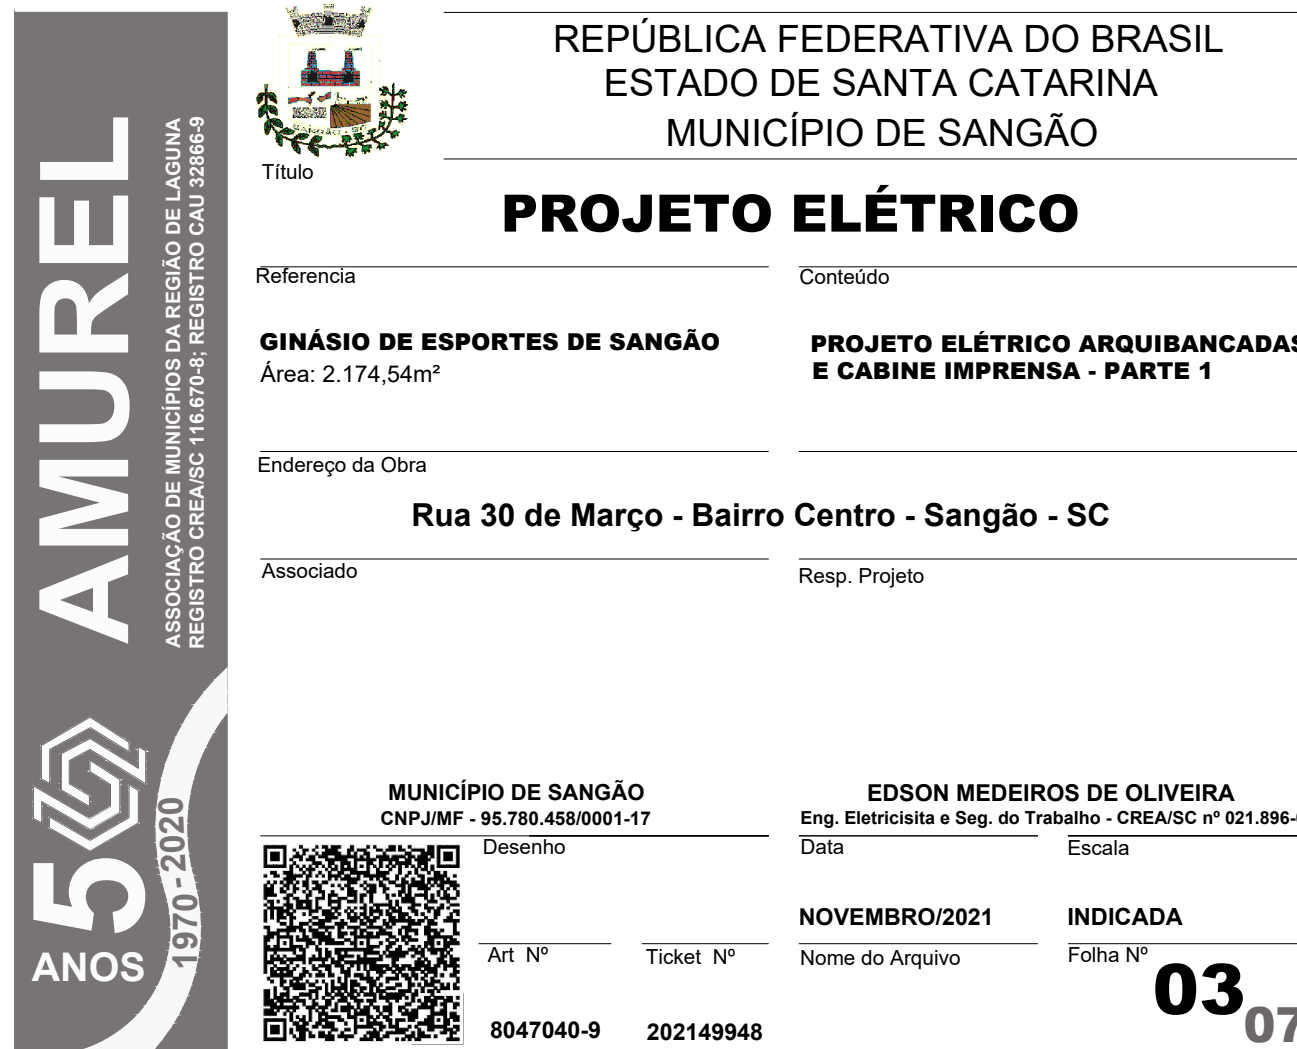 REPÚBLICA FEDERATIVA DO BRASIL
ESTADO DE SANTA CATARINA
MUNICÍPIO DE SANGÃO
SANGÃO - SC
Título
PROJETO ELÉTRICO
Referencia
Conteúdo
GINÁSIO DE ESPORTES DE SANGÃO
Área: 2.174,54m²
PROJETO ELÉTRICO ARQUIBANCADAS
E CABINE IMPRENSA - PARTE 1
Endereço da Obra
Rua 30 de Março - Bairro Centro - Sangão - SC
Associado
Resp. Projeto
MUNICÍPIO DE SANGÃO
CNPJ/MF - 95.780.458/0001-17
EDSON MEDEIROS DE OLIVEIRA
Eng. Eletricisita e Seg. do Trabalho - CREA/SC nº 021.896-
Desenho
Data
Escala
NOVEMBRO/2021
INDICADA
Art Nº
Ticket Nº
Nome do Arquivo
Folha Nº
8047040-9
202149948
03
07
AMUREL
ASSOCIAÇÃO DE MUNICÍPIOS DA REGIÃO DE LAGUNA
REGISTRO CREA/SC 116.670-8; REGISTRO CAU 32866-9
50
ANOS
1970 - 2020